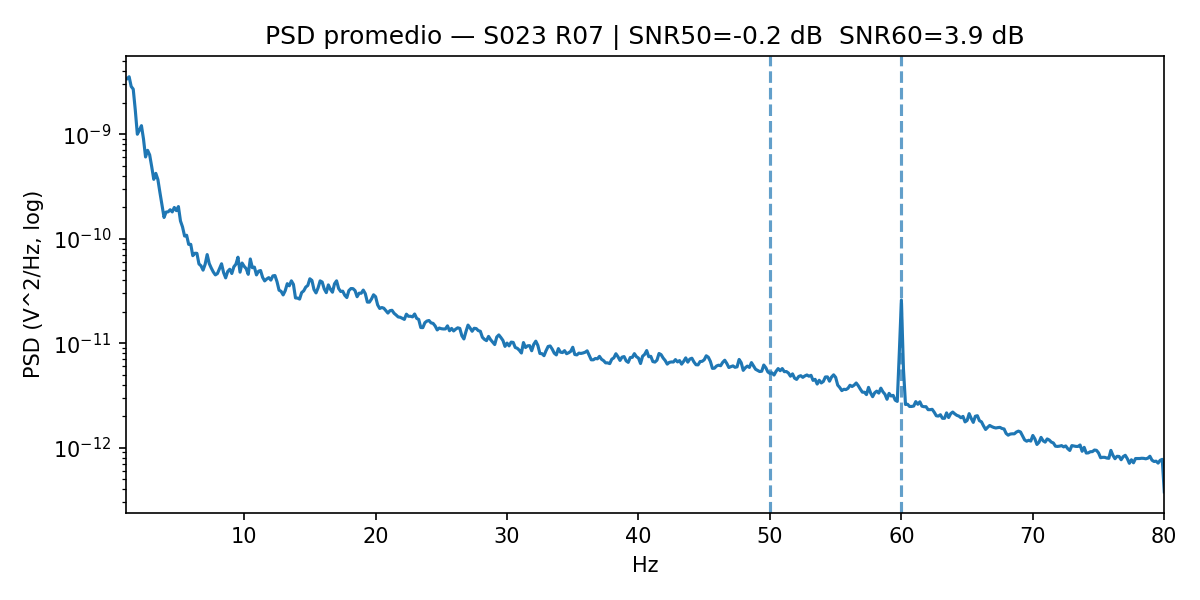 PSD promedio — S023 R07 | SNR50=-0.2 dB  SNR60=3.9 dB
PSD (V^2/Hz, log)
10⁻⁹
10⁻¹⁰
10⁻¹¹
10⁻¹²
10 20 30 40 50 60 70 80
Hz